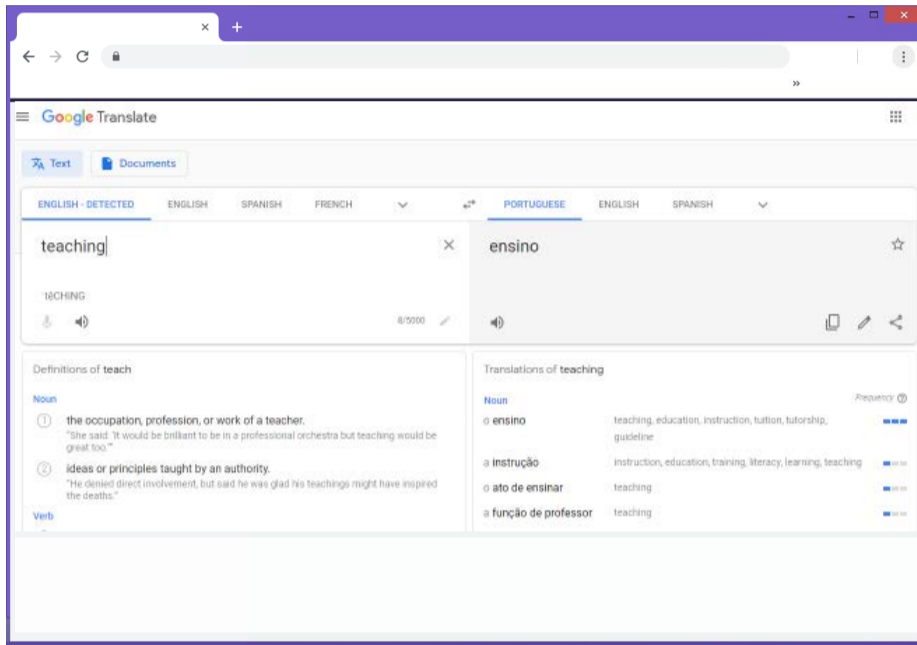 Google Translate
Text Documents
ENGLISH - DETECTED ENGLISH SPANISH FRENCH PORTUGUESE ENGLISH SPANISH
teaching ensino
ˈtēCHiNG
8/5000
Definitions of teach
Noun
1 the occupation, profession, or work of a teacher.
"She said: 'It would be brilliant to be in a professional orchestra but teaching would be
great too.'"
2 ideas or principles taught by an authority.
"He denied direct involvement, but said he was glad his teachings might have inspired
the deaths."
Verb
Translations of teaching
Noun Frequency
o ensino teaching, education, instruction, tuition, tutorship,
guideline
a instrução instruction, education, training, literacy, learning, teaching
o ato de ensinar teaching
a função de professor teaching